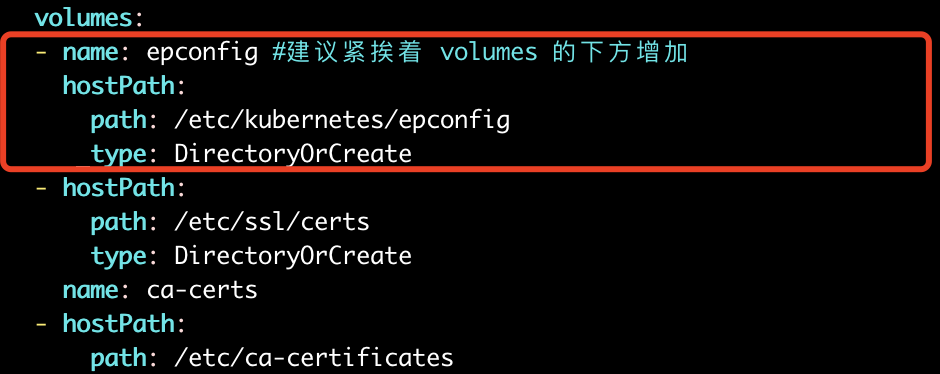 volumes:
- name: epconfig #建议紧挨着 volumes 的下方增加
hostPath:
path: /etc/kubernetes/epconfig
type: DirectoryOrCreate
- hostPath:
path: /etc/ssl/certs
type: DirectoryOrCreate
name: ca-certs
- hostPath:
path: /etc/ca-certificates